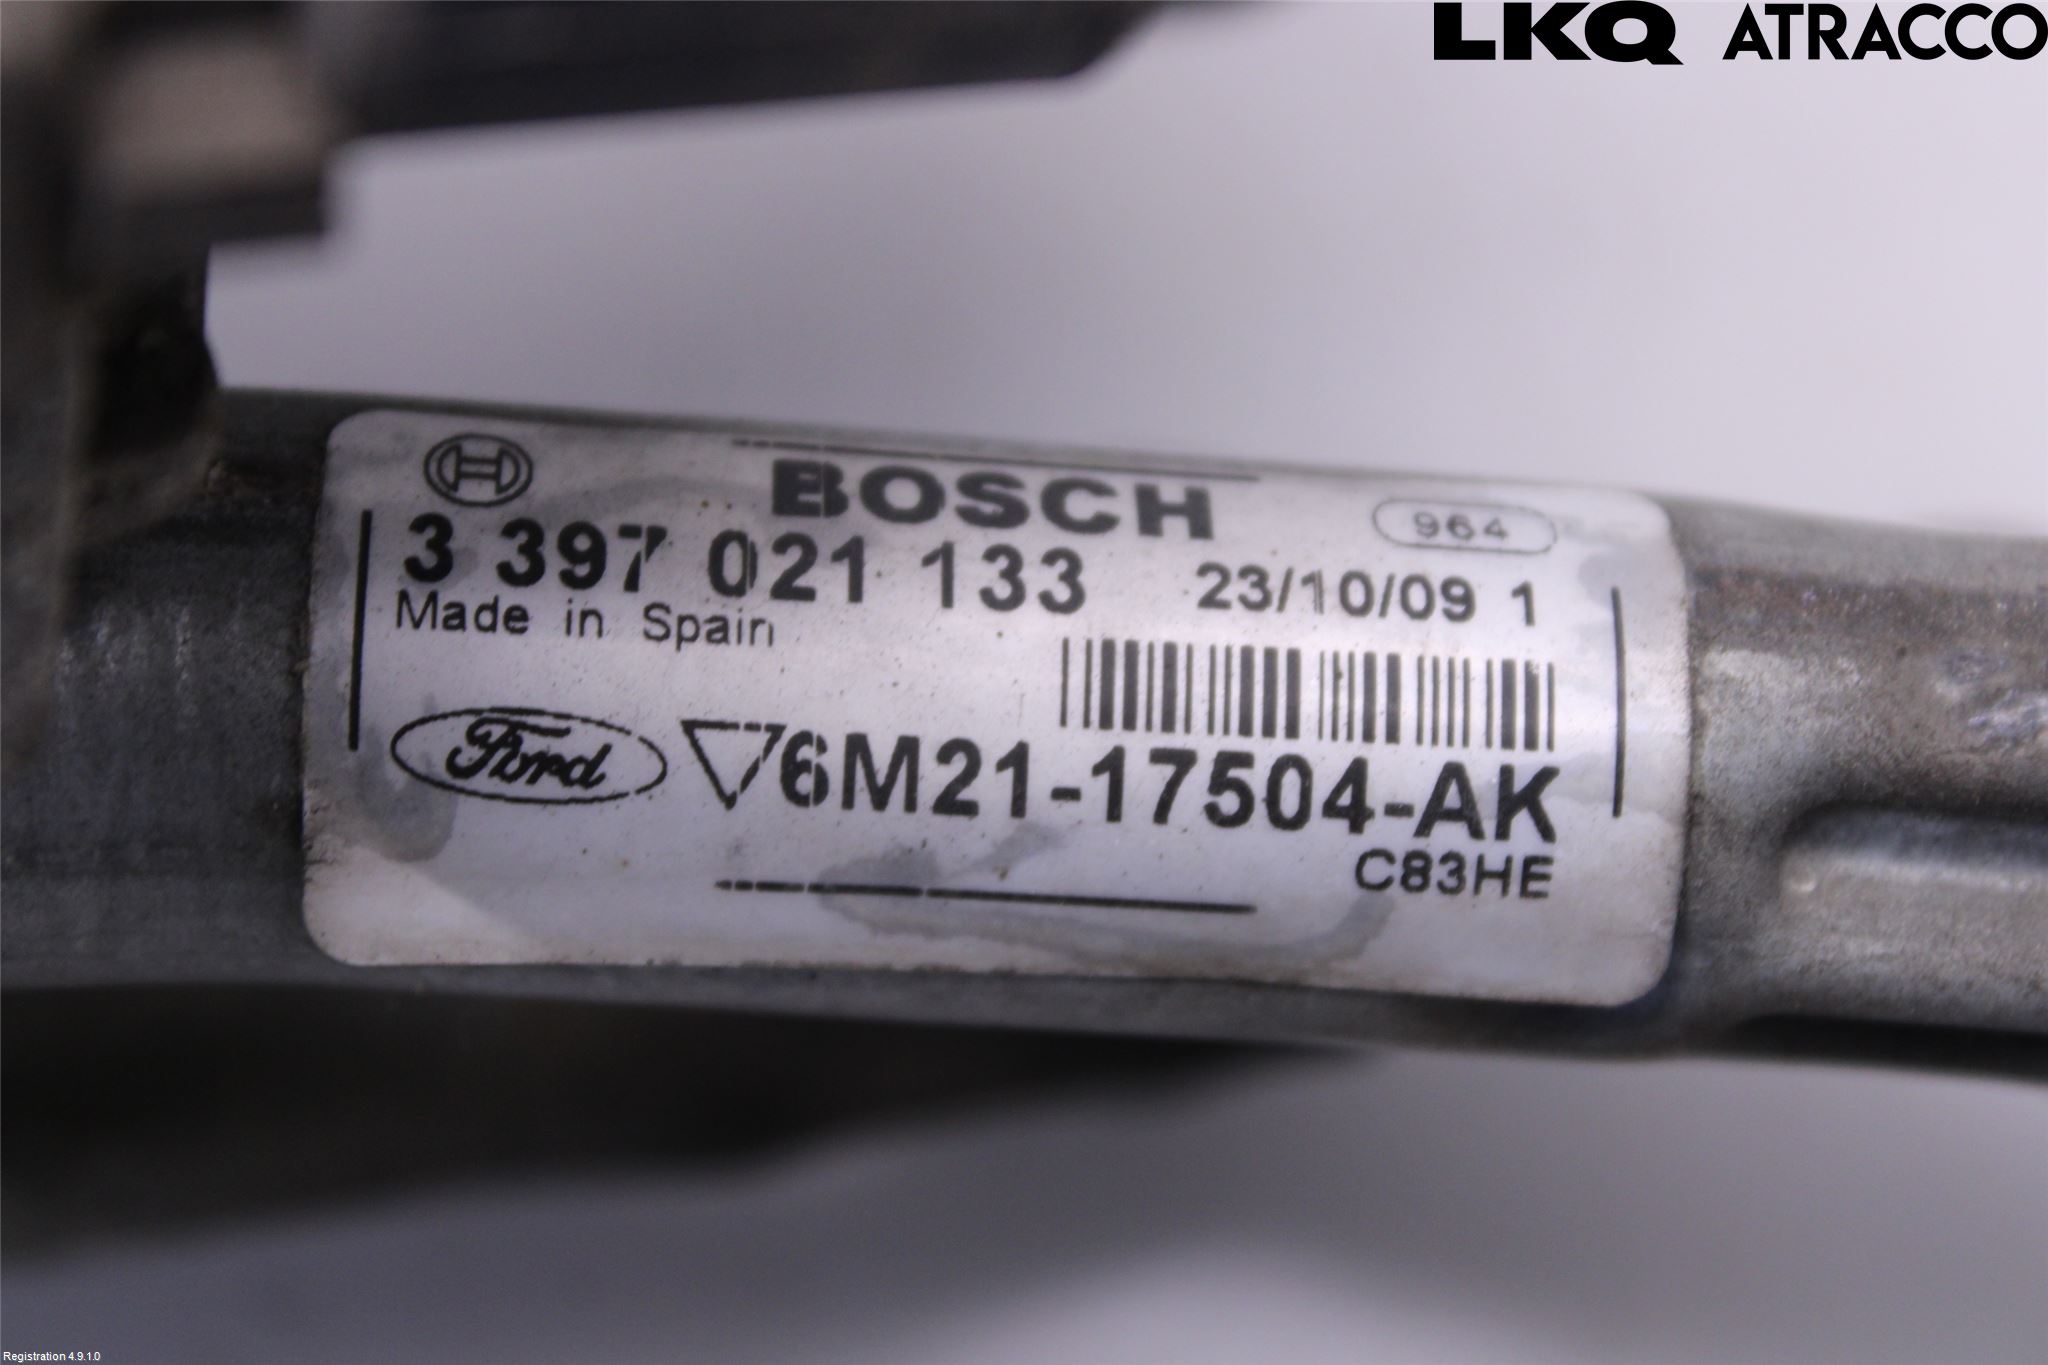 LKQ ATRACCO
BOSCH
964
3 397 021 133 23/10/09 1
Made in Spain
Ford 6M21-17504-AK
C83HE
Registration 4.9.1.0